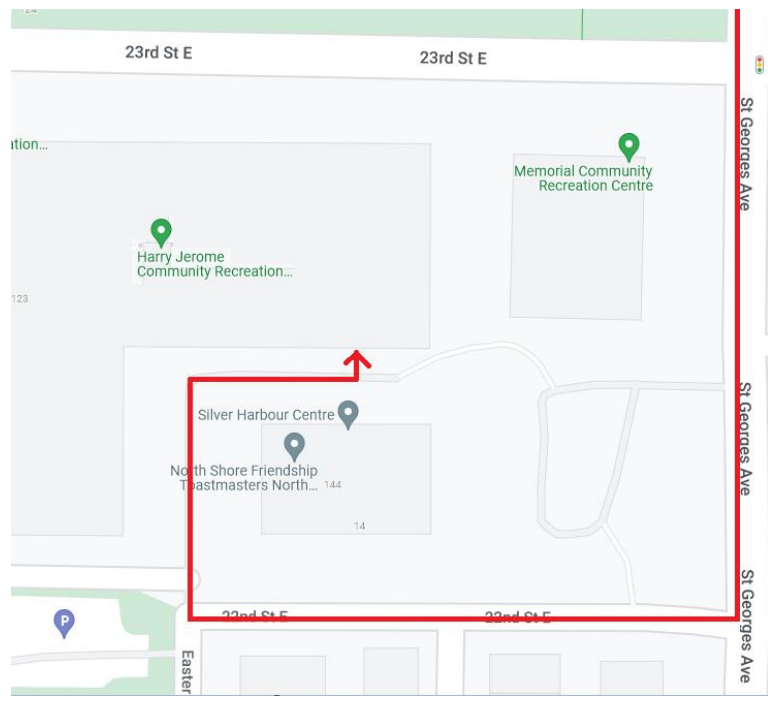 124
23rd St E
23rd St E
St Georges Ave
ation...
Memorial Community
Recreation Centre
Harry Jerome
Community Recreation...
123
St Georges Ave
Silver Harbour Centre
North Shore Friendship
Toastmasters North...
144
14
22nd St E
22nd St E
St Georges Ave
P
Easter